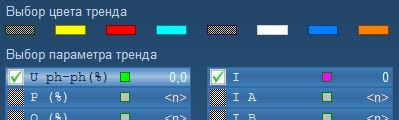 Выбор цвета тренда
Выбор параметра тренда
U ph-ph(%) 0,0 I 0
P (%) <n> I A <n>
Q (%) <n> I B <n>